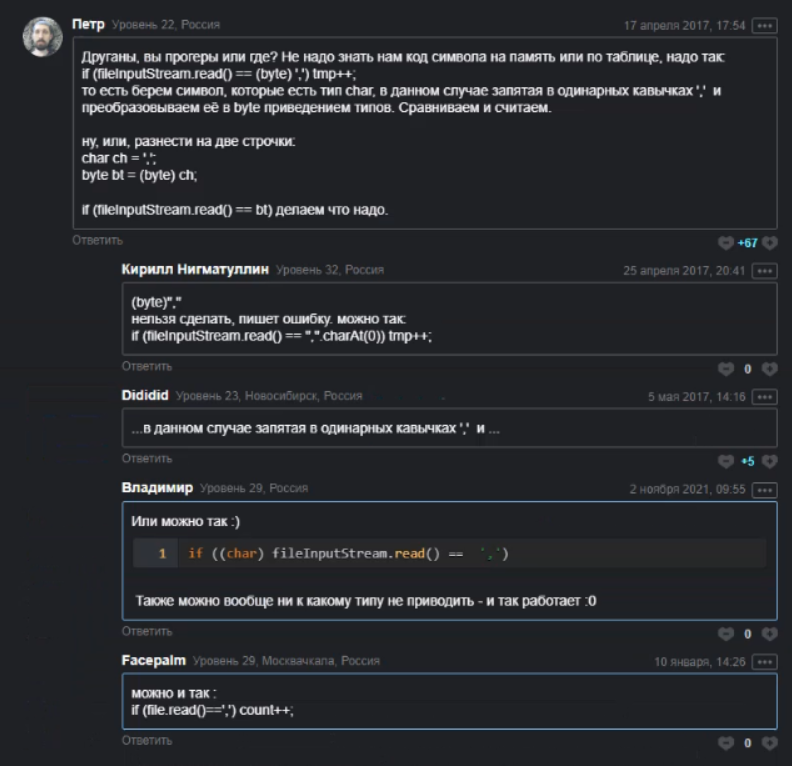 Петр Уровень 22, Россия 17 апреля 2017, 17:54
Друганы, вы прогеры или где? Не надо знать нам код символа на память или по таблице, надо так:
if (fileInputStream.read() == (byte) ',') tmp++;
то есть берем символ, которые есть тип char, в данном случае запятая в одинарных кавычках ',' и
преобразовываем её в byte приведением типов. Сравниваем и считаем.
ну, или, разнести на две строчки:
char ch = ',';
byte bt = (byte) ch;
if (fileInputStream.read() == bt) делаем что надо.
Ответить +67
Кирилл Нигматуллин Уровень 32, Россия 25 апреля 2017, 20:41
(byte)","
нельзя сделать, пишет ошибку. можно так:
if (fileInputStream.read() == ",".charAt(0)) tmp++;
Ответить 0
Dididid Уровень 23, Новосибирск, Россия 5 мая 2017, 14:16
...в данном случае запятая в одинарных кавычках ',' и ...
Ответить +5
Владимир Уровень 29, Россия 2 ноября 2021, 09:55
Или можно так :)
1 if ((char) fileInputStream.read() == ',')
Также можно вообще ни к какому типу не приводить - и так работает :0
Ответить 0
Facepalm Уровень 29, Москвачкала, Россия 10 января, 14:26
можно и так :
if (file.read()==',') count++;
Ответить 0